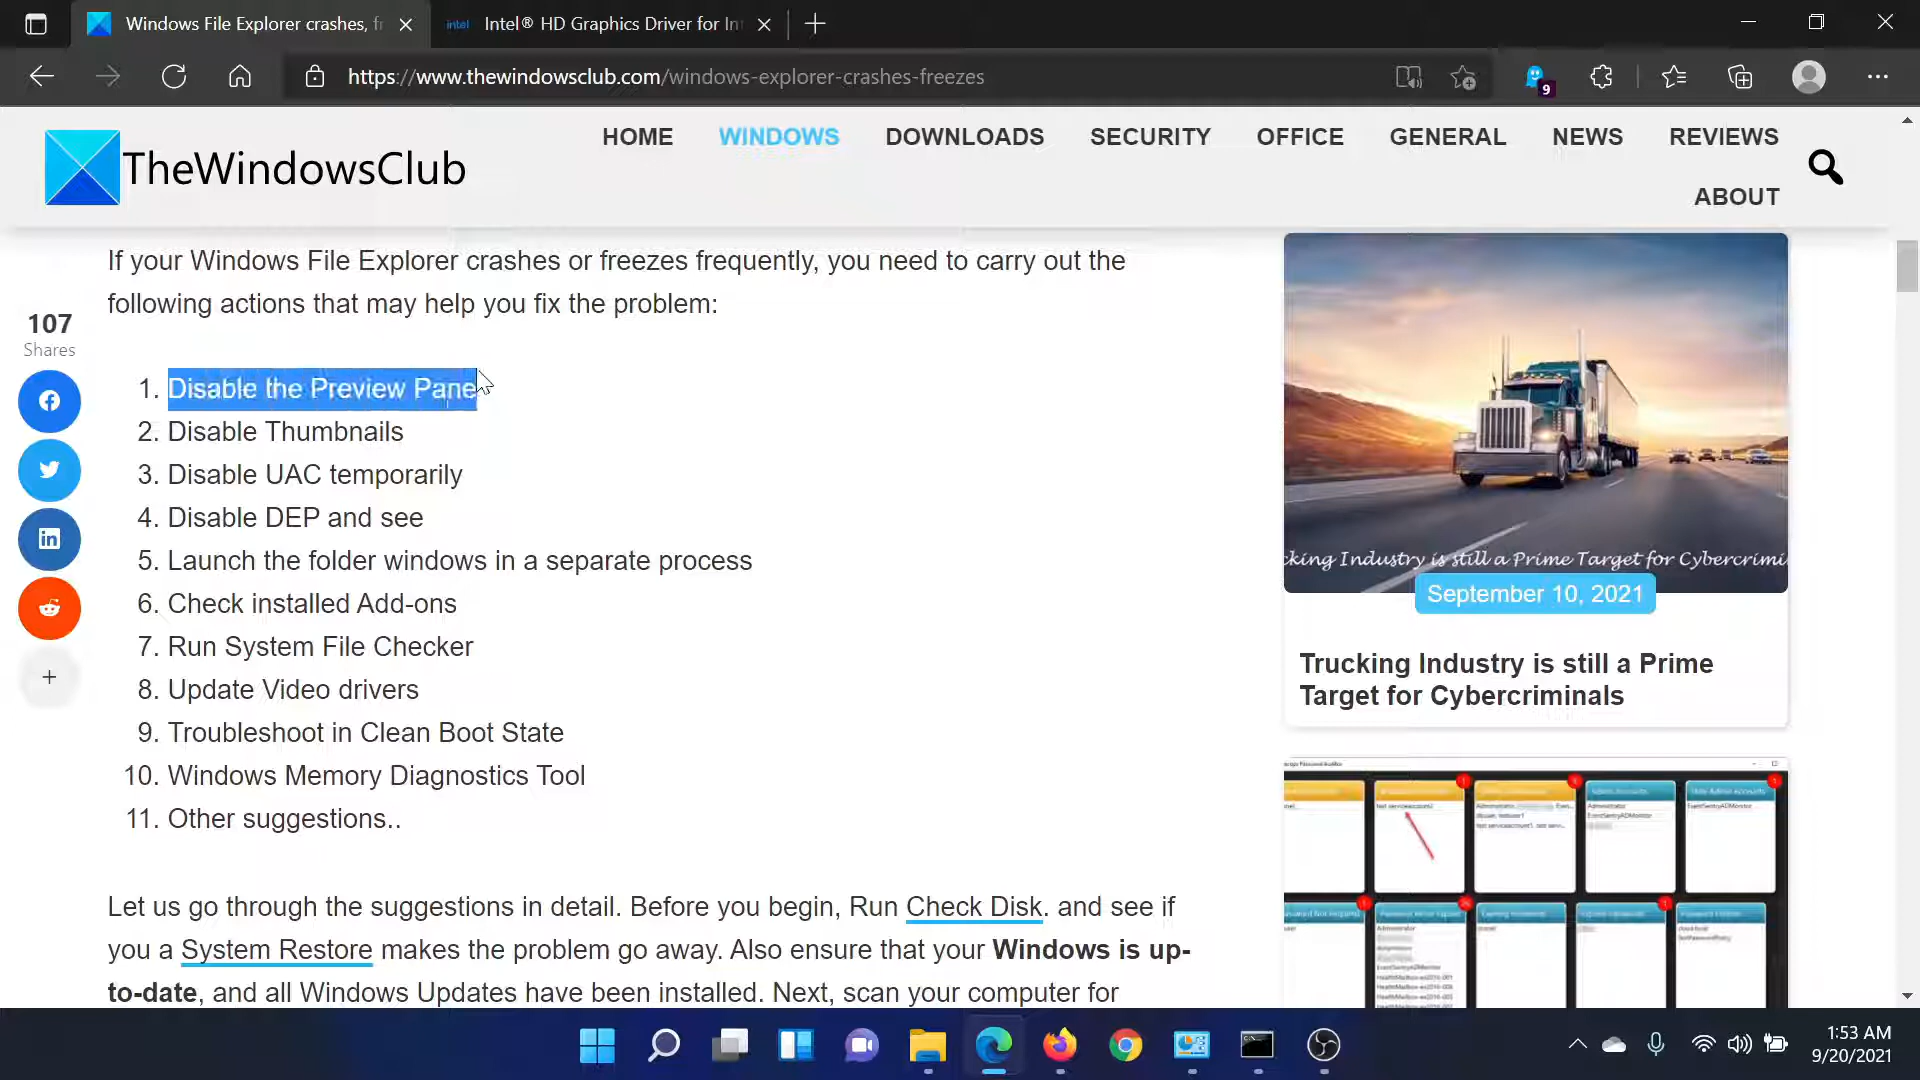 Windows File Explorer crashes, fr
intel Intel® HD Graphics Driver for In
https://www.thewindowsclub.com/windows-explorer-crashes-freezes
9
TheWindowsClub
HOME WINDOWS DOWNLOADS SECURITY OFFICE GENERAL NEWS REVIEWS
ABOUT
If your Windows File Explorer crashes or freezes frequently, you need to carry out the
following actions that may help you fix the problem:
107
Shares
1. Disable the Preview Pane
2. Disable Thumbnails
3. Disable UAC temporarily
4. Disable DEP and see
5. Launch the folder windows in a separate process
6. Check installed Add-ons
7. Run System File Checker
8. Update Video drivers
9. Troubleshoot in Clean Boot State
10. Windows Memory Diagnostics Tool
11. Other suggestions..
Let us go through the suggestions in detail. Before you begin, Run Check Disk. and see if
you a System Restore makes the problem go away. Also ensure that your Windows is up-
to-date, and all Windows Updates have been installed. Next, scan your computer for
cking Industry is still a Prime Target for Cybercrimi
September 10, 2021
Trucking Industry is still a Prime
Target for Cybercriminals
1:53 AM
9/20/2021